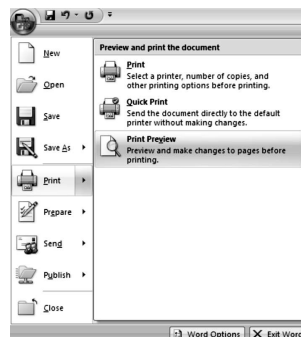 New
Open
Save
Save As
Print
Prepare
Send
Publish
Close
Preview and print the document
Print
Select a printer, number of copies, and
other printing options before printing.
Quick Print
Send the document directly to the default
printer without making changes.
Print Preview
Preview and make changes to pages before
printing.
Word Options
Exit Word